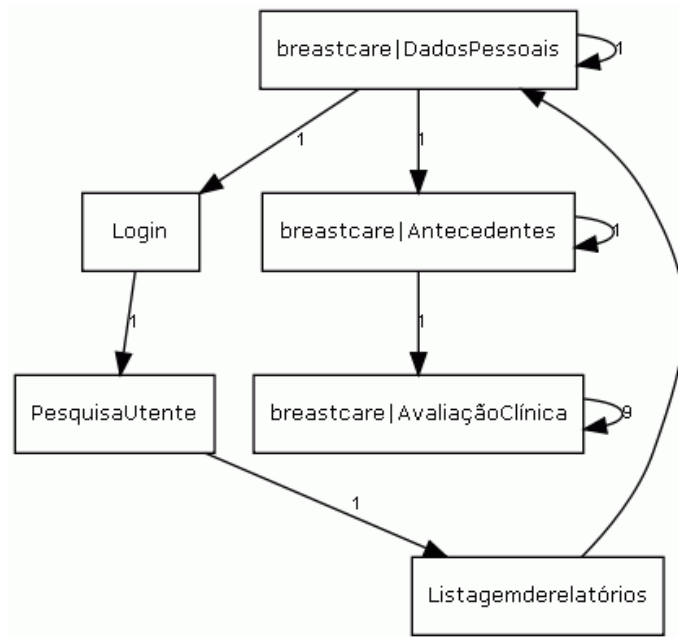 breastcare|DadosPessoais
1
1
1
Login
breastcare|Antecedentes
1
1
1
PesquisaUtente
breastcare|AvaliaçãoClínica
9
1
Listagemderelatórios